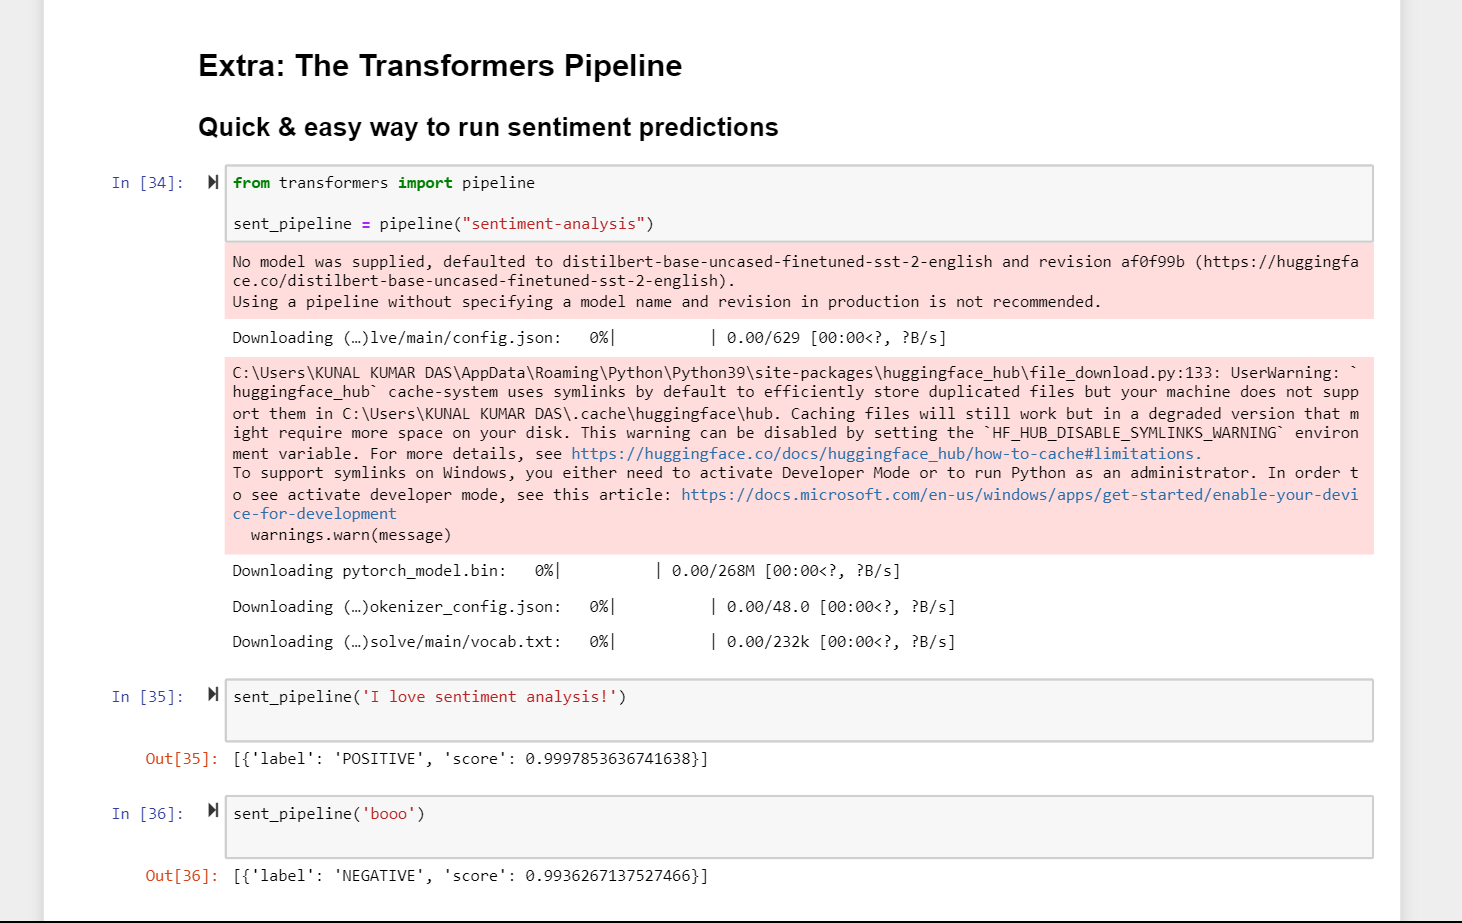 Extra: The Transformers Pipeline
Quick & easy way to run sentiment predictions
In [34]:
from transformers import pipeline
sent_pipeline = pipeline("sentiment-analysis")
No model was supplied, defaulted to distilbert-base-uncased-finetuned-sst-2-english and revision af0f99b (https://huggingfa
ce.co/distilbert-base-uncased-finetuned-sst-2-english).
Using a pipeline without specifying a model name and revision in production is not recommended.
Downloading (…)lve/main/config.json:   0%|          | 0.00/629 [00:00<?, ?B/s]
C:\Users\KUNAL KUMAR DAS\AppData\Roaming\Python\Python39\site-packages\huggingface_hub\file_download.py:133: UserWarning: `
huggingface_hub` cache-system uses symlinks by default to efficiently store duplicated files but your machine does not supp
ort them in C:\Users\KUNAL KUMAR DAS\.cache\huggingface\hub. Caching files will still work but in a degraded version that m
ight require more space on your disk. This warning can be disabled by setting the `HF_HUB_DISABLE_SYMLINKS_WARNING` environ
ment variable. For more details, see https://huggingface.co/docs/huggingface_hub/how-to-cache#limitations.
To support symlinks on Windows, you either need to activate Developer Mode or to run Python as an administrator. In order t
o see activate developer mode, see this article: https://docs.microsoft.com/en-us/windows/apps/get-started/enable-your-devi
ce-for-development
  warnings.warn(message)
Downloading pytorch_model.bin:   0%|          | 0.00/268M [00:00<?, ?B/s]
Downloading (…)okenizer_config.json:   0%|          | 0.00/48.0 [00:00<?, ?B/s]
Downloading (…)solve/main/vocab.txt:   0%|          | 0.00/232k [00:00<?, ?B/s]
In [35]:
sent_pipeline('I love sentiment analysis!')
Out[35]: [{'label': 'POSITIVE', 'score': 0.9997853636741638}]
In [36]:
sent_pipeline('booo')
Out[36]: [{'label': 'NEGATIVE', 'score': 0.9936267137527466}]